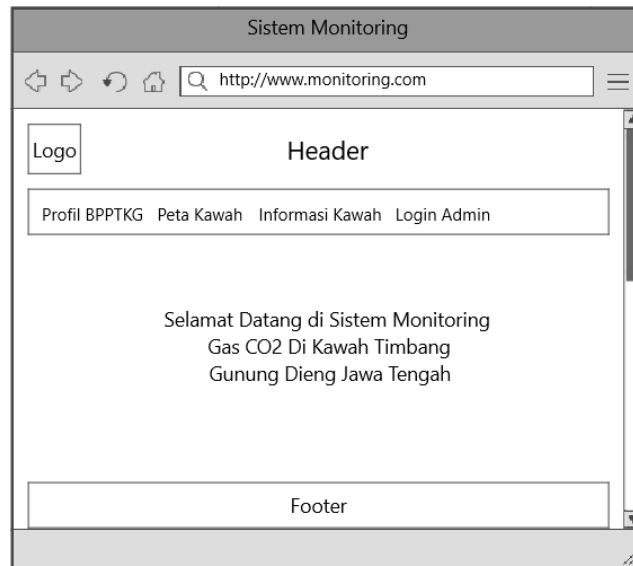 Sistem Monitoring
http://www.monitoring.com
Logo
Header
Profil BPPTKG Peta Kawah Informasi Kawah Login Admin
Selamat Datang di Sistem Monitoring
Gas CO2 Di Kawah Timbang
Gunung Dieng Jawa Tengah
Footer